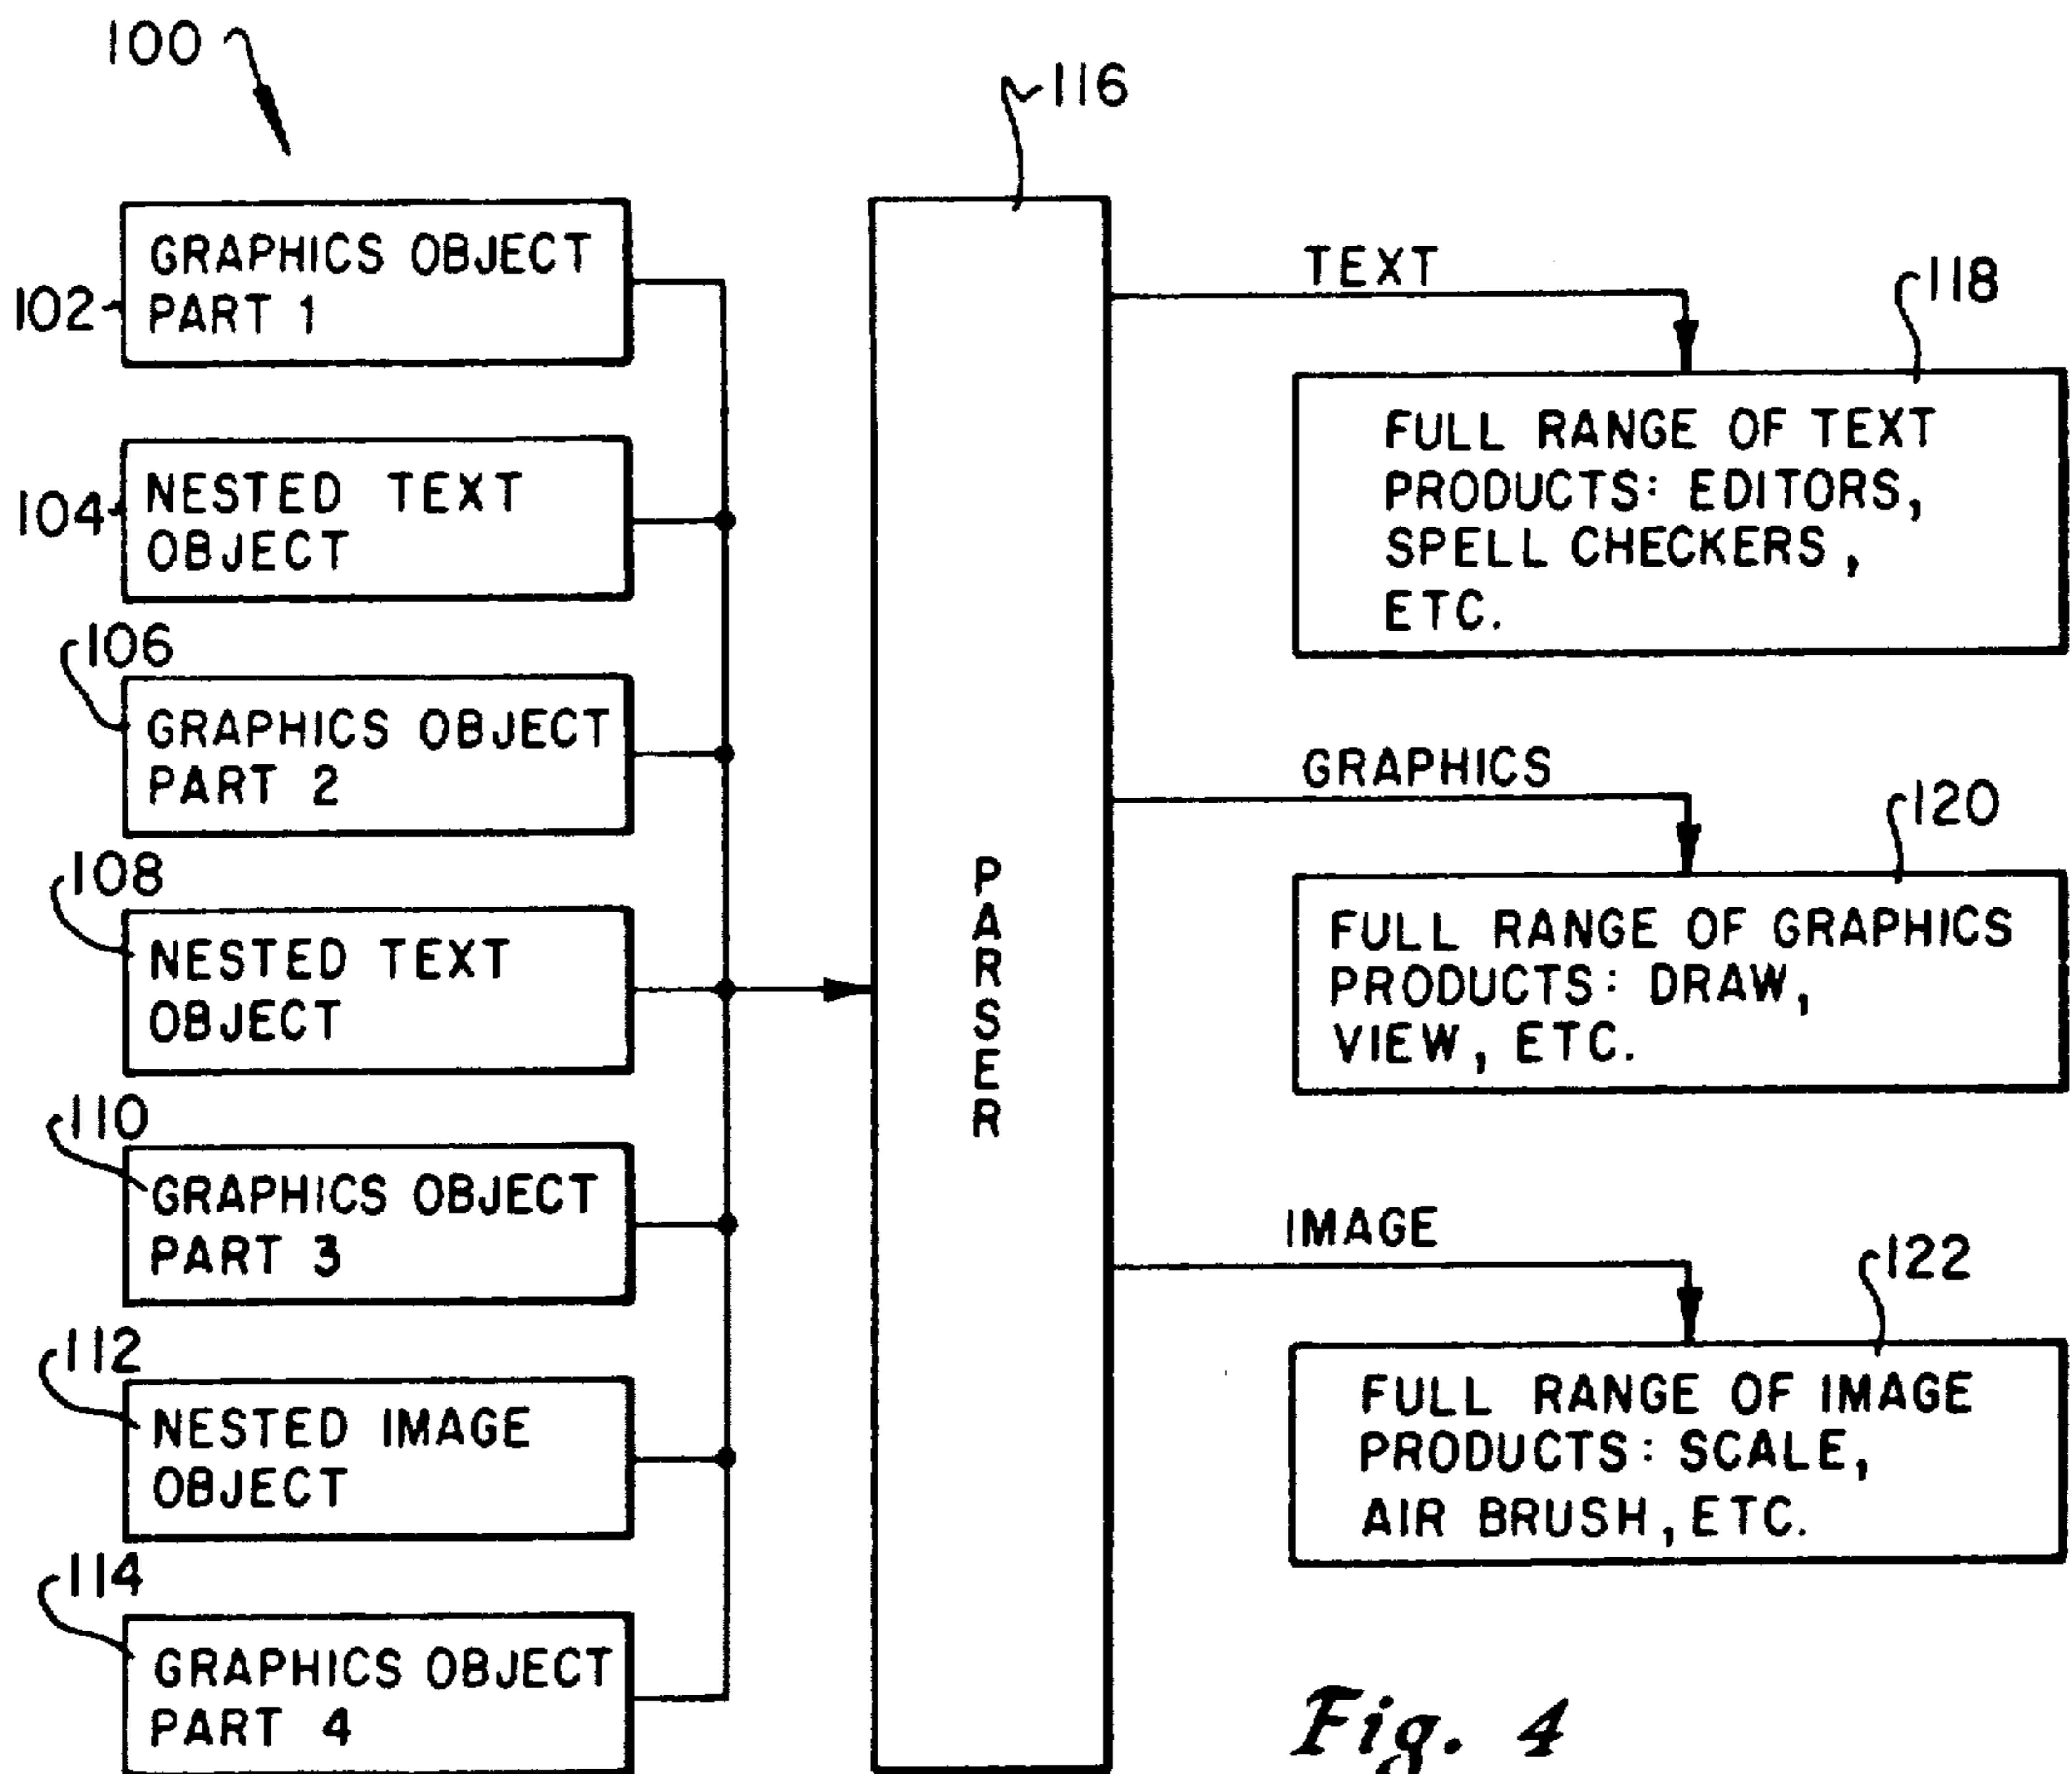 100
116
GRAPHICS OBJECT
PART 1
102
NESTED TEXT
OBJECT
104
106
GRAPHICS OBJECT
PART 2
108
NESTED TEXT
OBJECT
110
GRAPHICS OBJECT
PART 3
112
NESTED IMAGE
OBJECT
114
GRAPHICS OBJECT
PART 4
PARSER
TEXT
118
FULL RANGE OF TEXT
PRODUCTS: EDITORS,
SPELL CHECKERS,
ETC.
GRAPHICS
120
FULL RANGE OF GRAPHICS
PRODUCTS: DRAW,
VIEW, ETC.
IMAGE
122
FULL RANGE OF IMAGE
PRODUCTS: SCALE,
AIR BRUSH, ETC.
Fig. 4